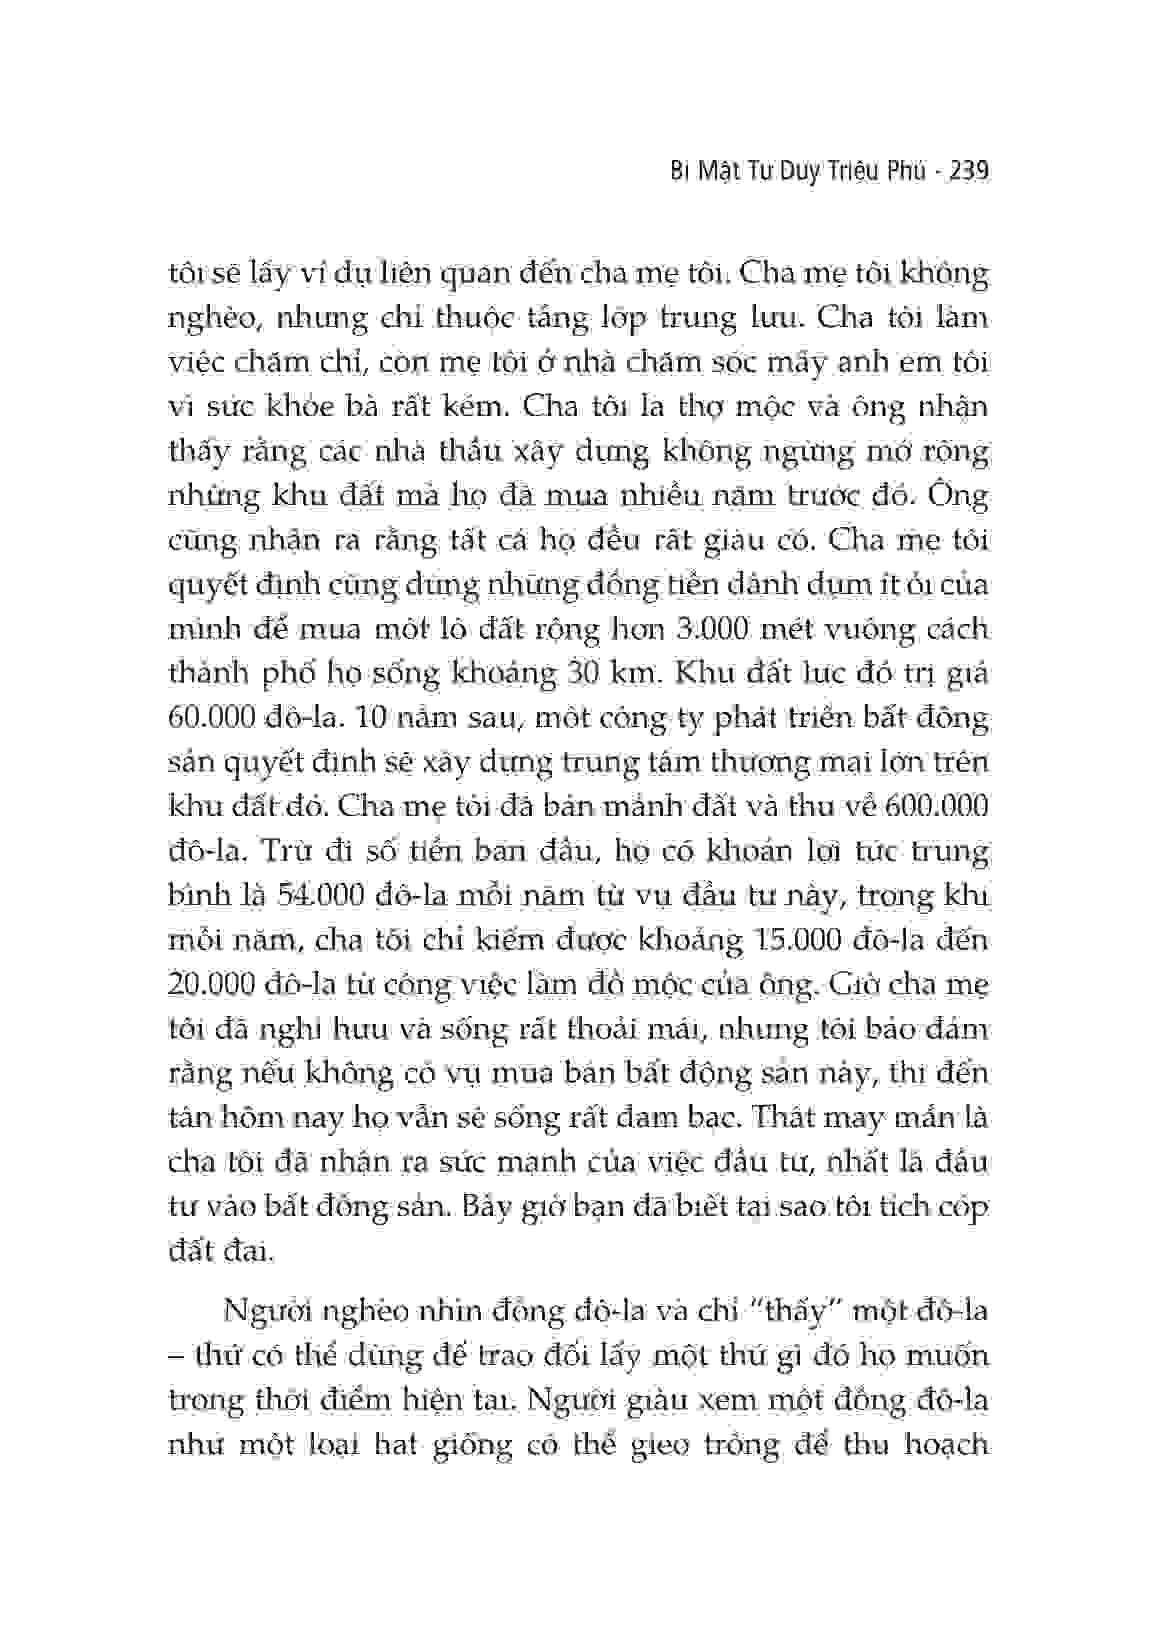 Bí Mật Tư Duy Triệu Phú - 239
tôi sẽ lấy ví dụ liên quan đến cha mẹ tôi. Cha mẹ tôi không
nghèo, nhưng chỉ thuộc tầng lớp trung lưu. Cha tôi làm
việc chăm chỉ, còn mẹ tôi ở nhà chăm sóc mấy anh em tôi
vì sức khỏe bà rất kém. Cha tôi là thợ mộc và ông nhận
thấy rằng các nhà thầu xây dựng không ngừng mở rộng
những khu đất mà họ đã mua nhiều năm trước đó. Ông
cũng nhận ra rằng tất cả họ đều rất giàu có. Cha mẹ tôi
quyết định cũng dùng những đồng tiền dành dụm ít ỏi của
mình để mua một lô đất rộng hơn 3.000 mét vuông cách
thành phố họ sống khoảng 30 km. Khu đất lúc đó trị giá
60.000 đô-la. 10 năm sau, một công ty phát triển bất động
sản quyết định sẽ xây dựng trung tâm thương mại lớn trên
khu đất đó. Cha mẹ tôi đã bán mảnh đất và thu về 600.000
đô-la. Trừ đi số tiền ban đầu, họ có khoản lợi tức trung
bình là 54.000 đô-la mỗi năm từ vụ đầu tư này, trong khi
mỗi năm, cha tôi chỉ kiếm được khoảng 15.000 đô-la đến
20.000 đô-la từ công việc làm đồ mộc của ông. Giờ cha mẹ
tôi đã nghỉ hưu và sống rất thoải mái, nhưng tôi bảo đảm
rằng nếu không có vụ mua bán bất động sản này, thì đến
tận hôm nay họ vẫn sẽ sống rất đạm bạc. Thật may mắn là
cha tôi đã nhận ra sức mạnh của việc đầu tư, nhất là đầu
tư vào bất động sản. Bây giờ bạn đã biết tại sao tôi tích cóp
đất đai.
Người nghèo nhìn đồng đô-la và chỉ “thấy” một đô-la
– thứ có thể dùng để trao đổi lấy một thứ gì đó họ muốn
trong thời điểm hiện tại. Người giàu xem một đồng đô-la
như một loại hạt giống có thể gieo trồng để thu hoạch